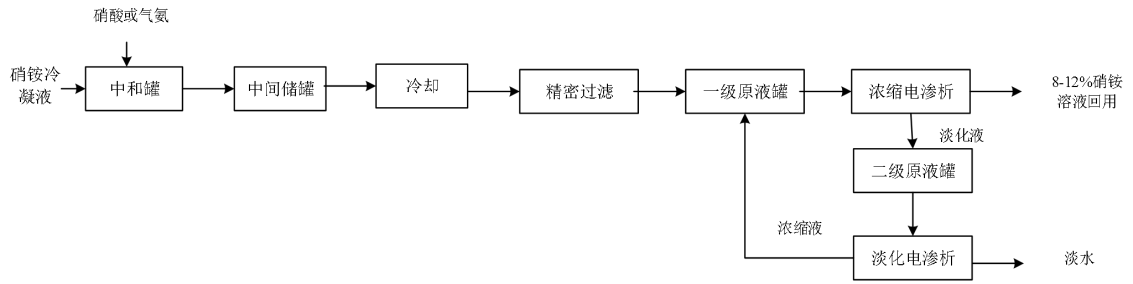 硝酸或气氨
硝铵冷
凝液
中和罐
中间储罐
冷却
精密过滤
一级原液罐
浓缩电渗析
8-12%硝铵
溶液回用
淡化液
二级原液罐
浓缩液
淡化电渗析
淡水